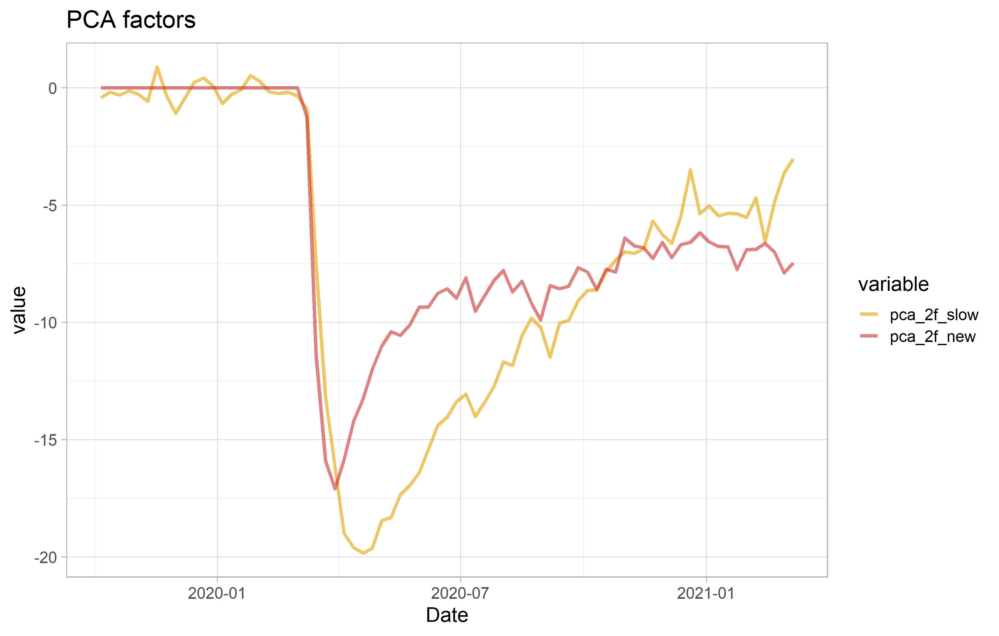 PCA factors
0
-5
-10
-15
-20
value
2020-01
2020-07
2021-01
Date
variable
pca_2f_slow
pca_2f_new